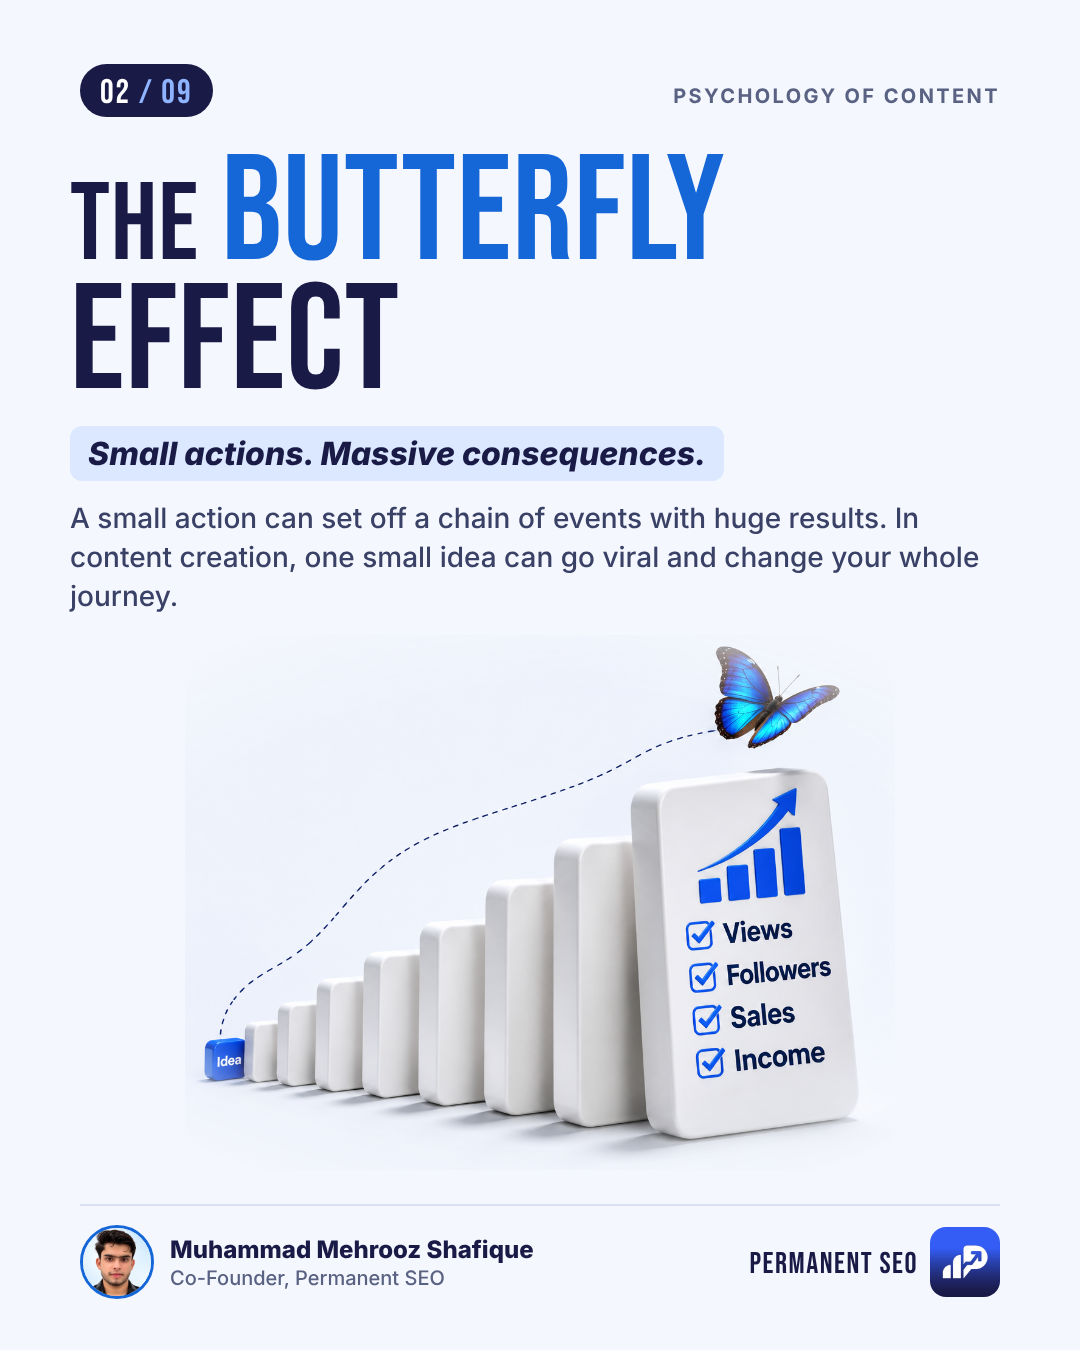 02 / 09
PSYCHOLOGY OF CONTENT
THE BUTTERFLY
EFFECT
Small actions. Massive consequences.
A small action can set off a chain of events with huge results. In
content creation, one small idea can go viral and change your whole
journey.
Views
Followers
Sales
Income
Idea
Muhammad Mehrooz Shafique
Co-Founder, Permanent SEO
PERMANENT SEO